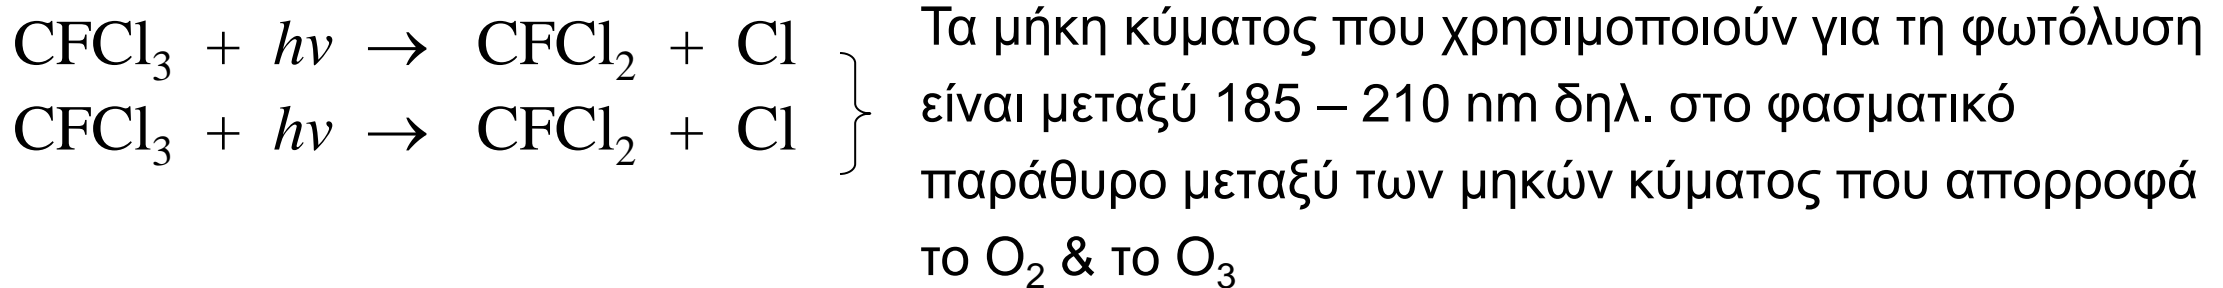 CFCl₃ + hν → CFCl₂ + Cl
CFCl₃ + hν → CFCl₂ + Cl
Τα μήκη κύματος που χρησιμοποιούν για τη φωτόλυση
είναι μεταξύ 185 – 210 nm δηλ. στο φασματικό
παράθυρο μεταξύ των μηκών κύματος που απορροφά
το O₂ & το O₃